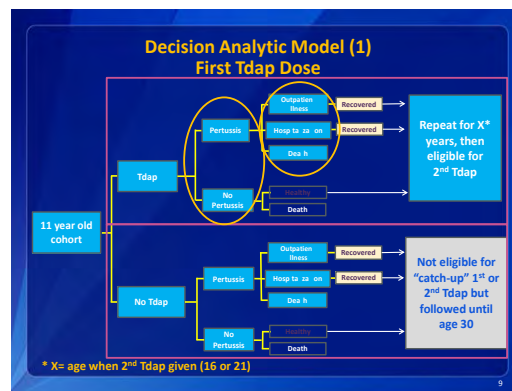 Decision Analytic Model (1)
First Tdap Dose
11 year old
cohort
Tdap
Pertussis
Outpatien
Ilness
Recovered
Hosp ta za on
Recovered
Dea h
No
Pertussis
Healthy
Death
Repeat for X*
years, then
eligible for
2nd Tdap
No Tdap
Pertussis
Outpatien
Ilness
Recovered
Hosp ta za on
Recovered
Dea h
No
Pertussis
Healthy
Death
Not eligible for
“catch-up” 1st or
2nd Tdap but
followed until
age 30
* X= age when 2nd Tdap given (16 or 21)
9